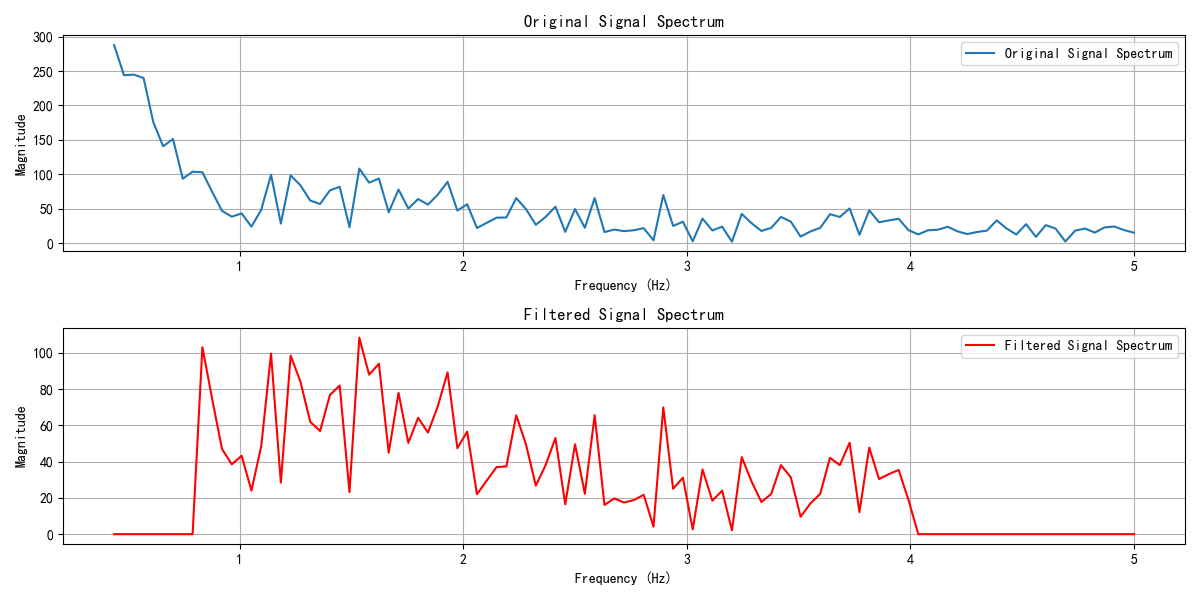 Original Signal Spectrum
300
250
200
150
100
50
0
Magnitude
Original Signal Spectrum
1 2 3 4 5
Frequency (Hz)
Filtered Signal Spectrum
100
80
60
40
20
0
Magnitude
Filtered Signal Spectrum
1 2 3 4 5
Frequency (Hz)